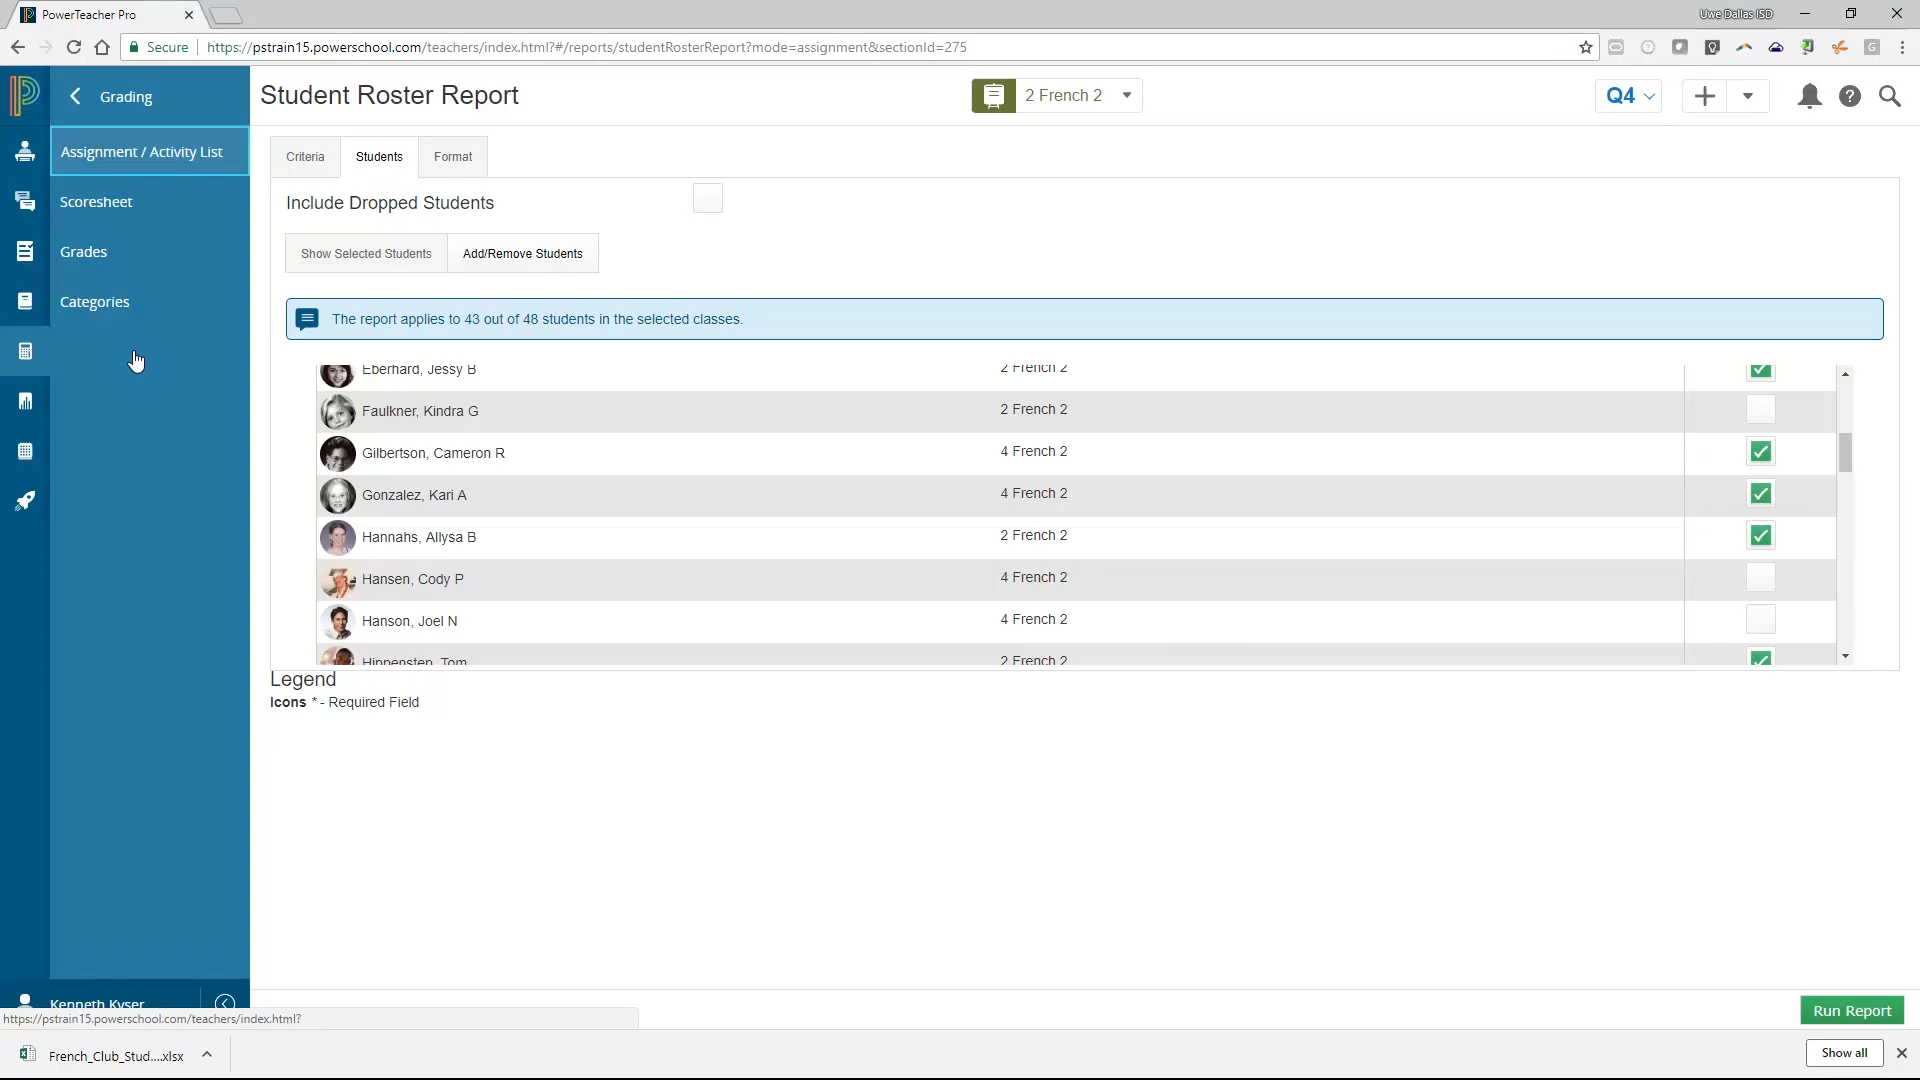 PowerTeacher Pro
Uwe Dallas ISD
Secure
https://pstrain15.powerschool.com/teachers/index.html?#/reports/studentRosterReport?mode=assignment&sectionId=275
Grading
Student Roster Report
2 French 2
Q4
Assignment / Activity List
Criteria
Students
Format
Scoresheet
Include Dropped Students
Grades
Show Selected Students
Add/Remove Students
Categories
The report applies to 43 out of 48 students in the selected classes.
Eberhard, Jessy B 2 French 2
Faulkner, Kindra G 2 French 2
Gilbertson, Cameron R 4 French 2
Gonzalez, Kari A 4 French 2
Hannahs, Allysa B 2 French 2
Hansen, Cody P 4 French 2
Hanson, Joel N 4 French 2
Hippensten, Tom 2 French 2
Legend
Icons * - Required Field
Kenneth Kyser
https://pstrain15.powerschool.com/teachers/index.html?
Run Report
French_Club_Stud....xlsx
Show all